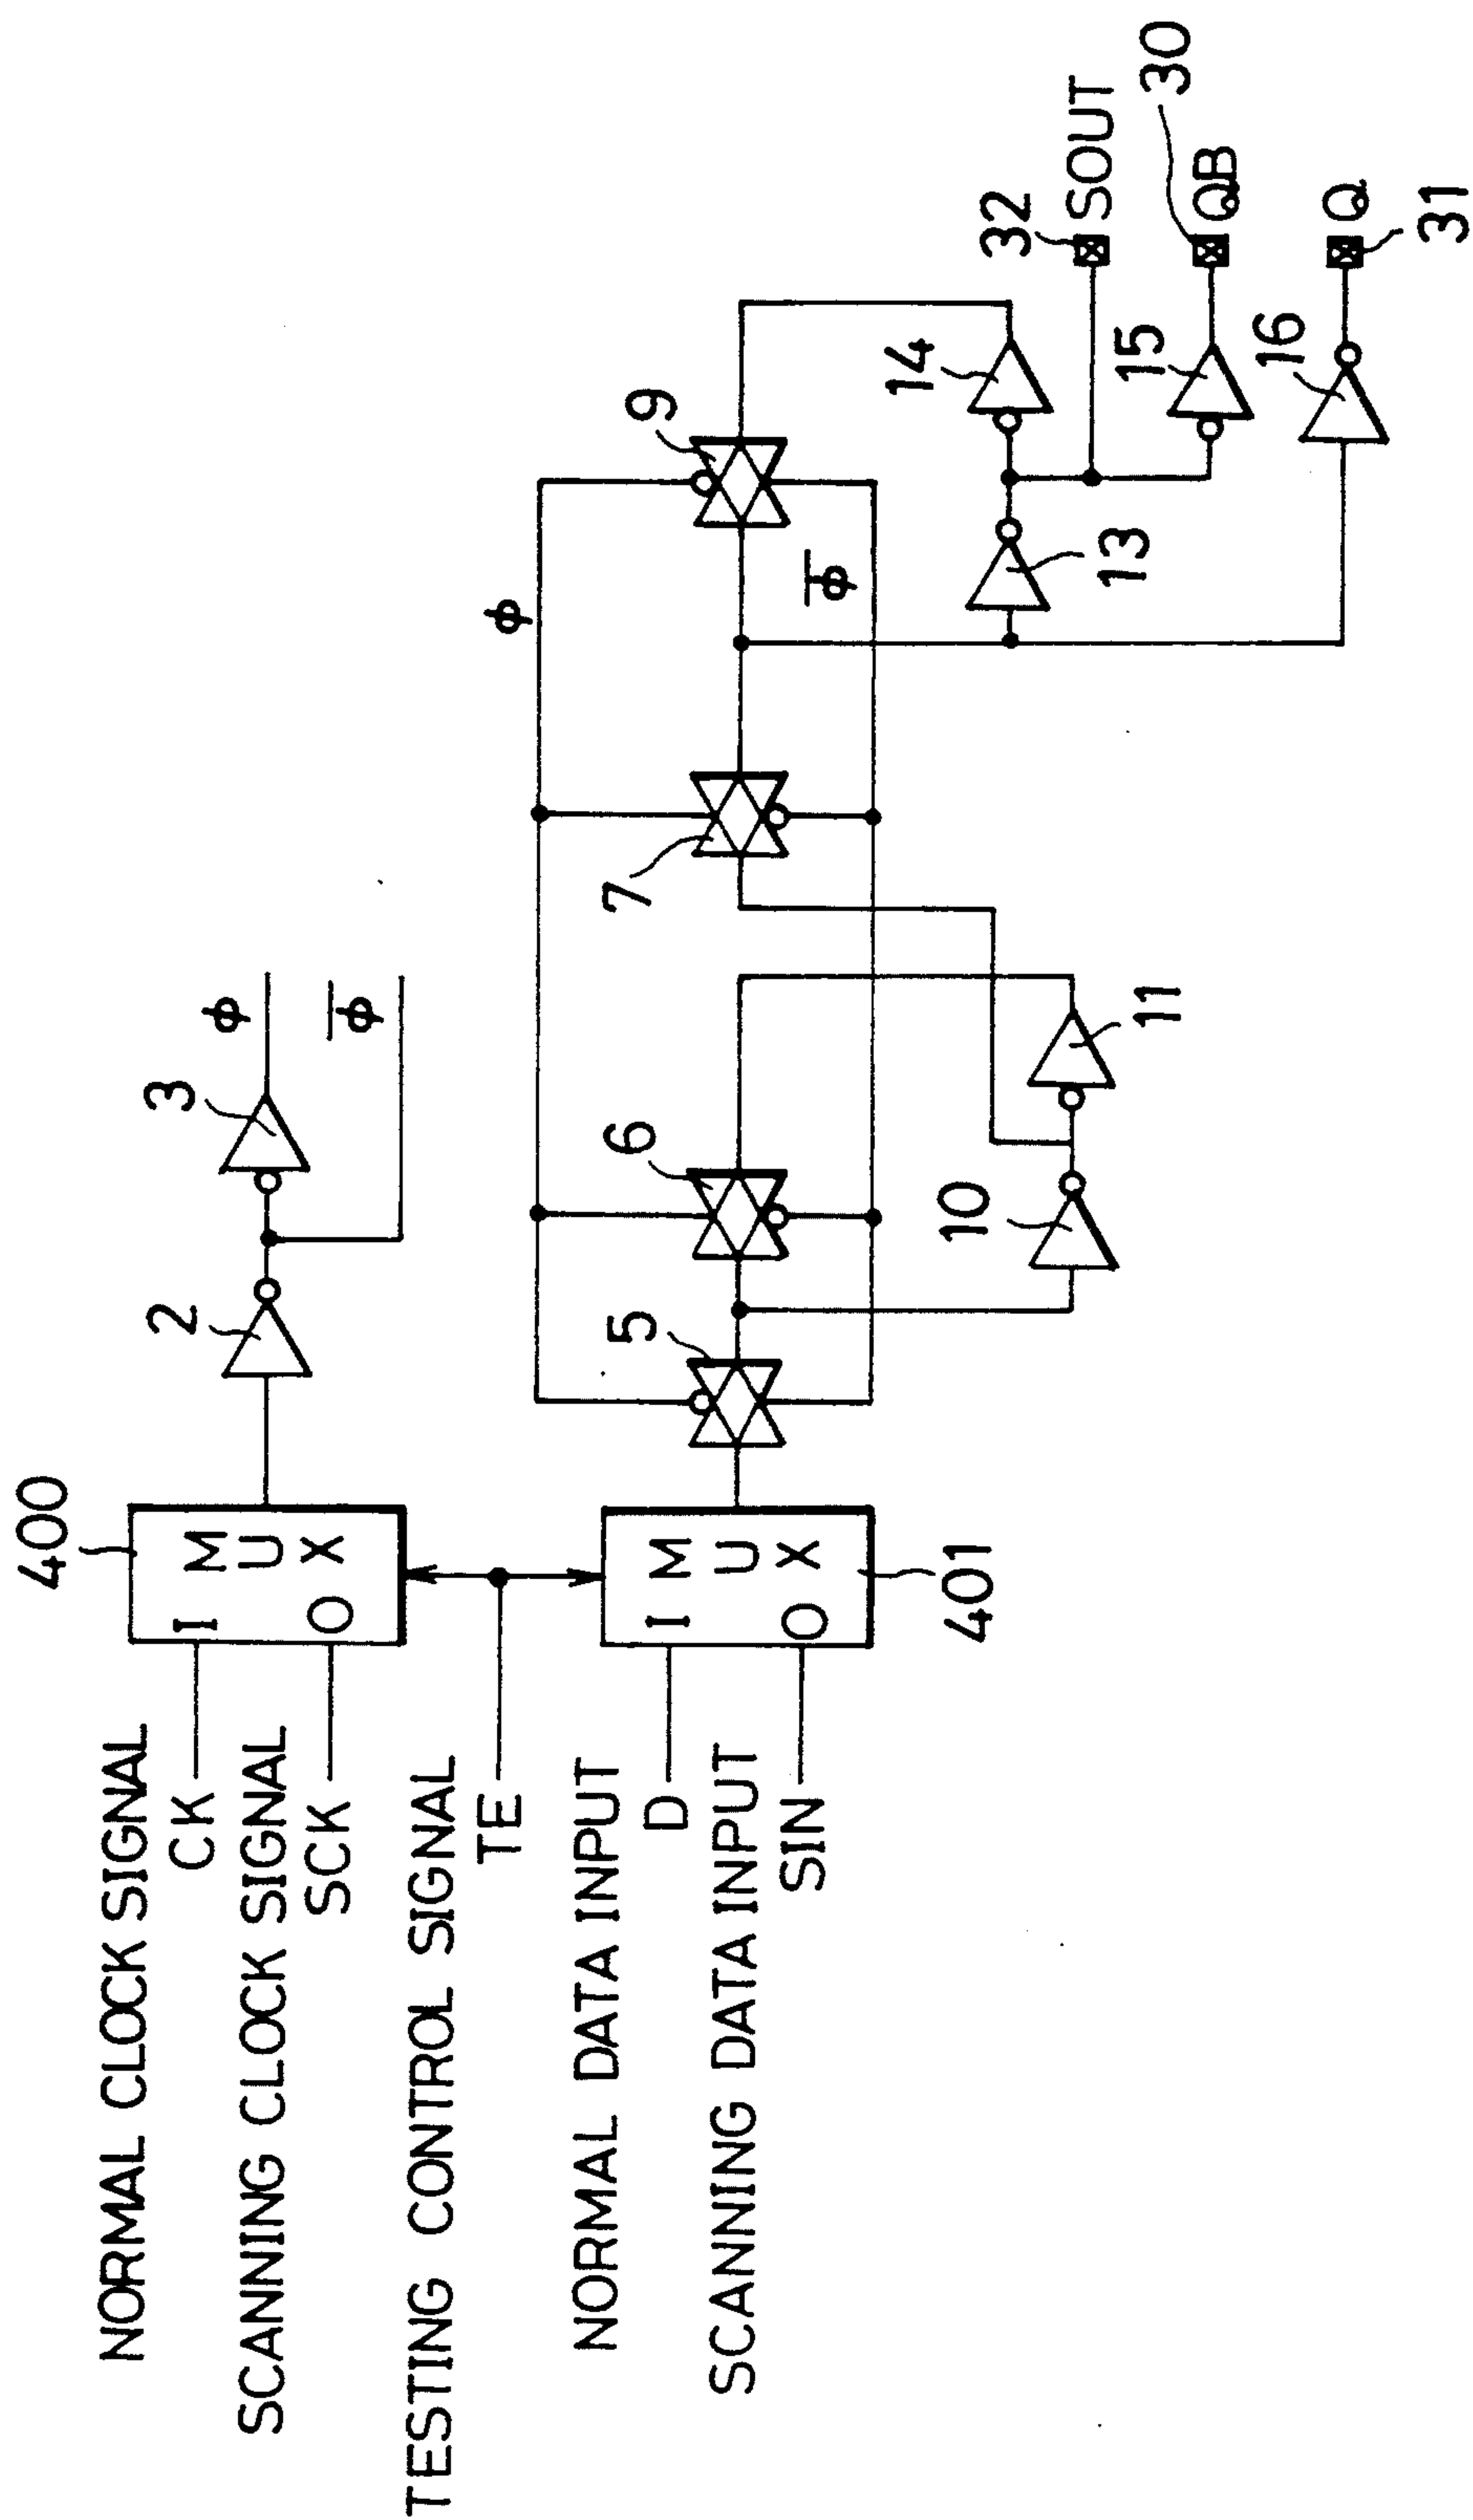 NORMAL CLOCK SIGNAL
CK
SCANNING CLOCK SIGNAL
SCK
TESTING CONTROL SIGNAL
TE
NORMAL DATA INPUT
D
SCANNING DATA INPUT
SIN
400
I
MUX
O
I
MUX
O
401
2
3
ϕ
ϕ̅
5
6
10
11
7
ϕ
ϕ̅
9
13
14
15
16
32
SOUT
30
QB
Q
31